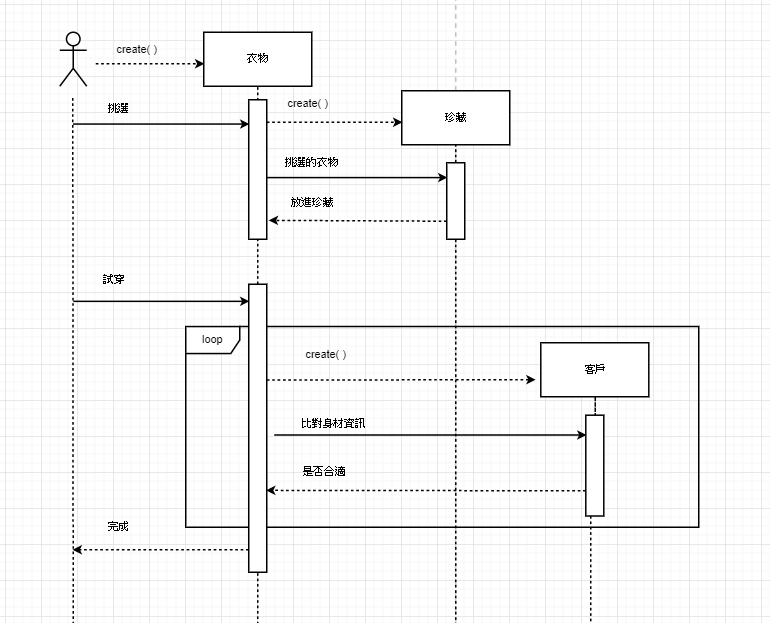 create( )
衣物
挑選
create( )
珍藏
挑選的衣物
放進珍藏
試穿
loop
create( )
客戶
比對身材資訊
是否合適
完成